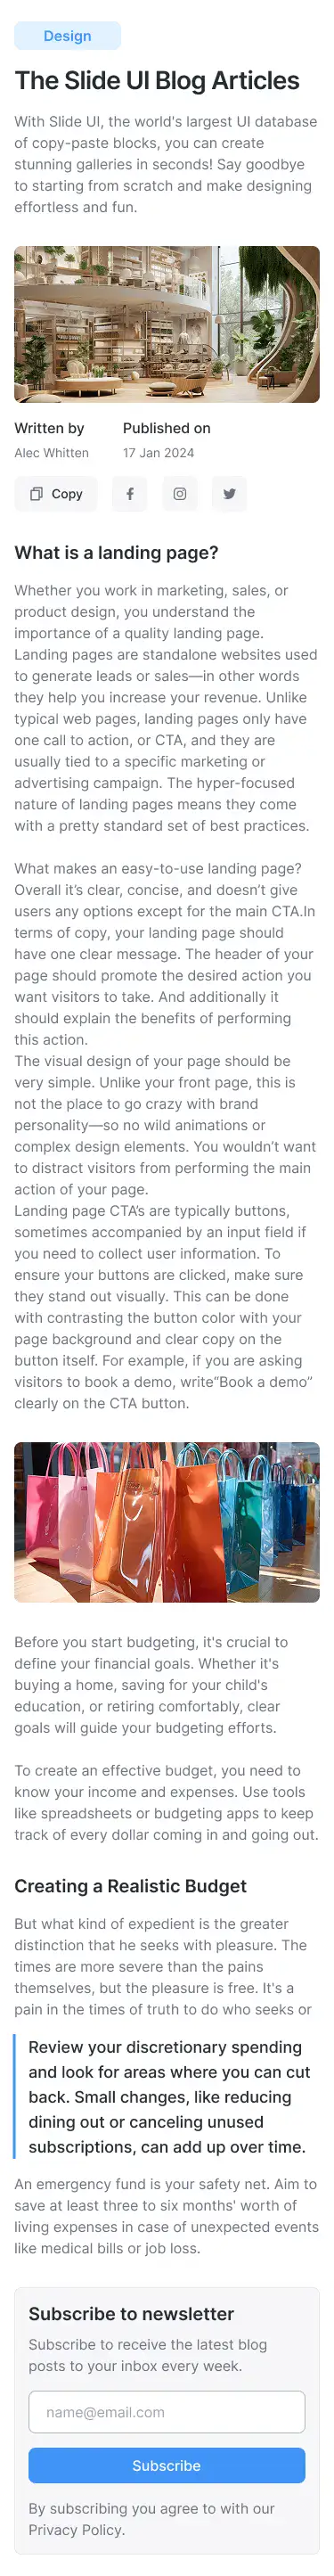 Design
The Slide UI Blog Articles
With Slide UI, the world's largest UI database
of copy-paste blocks, you can create
stunning galleries in seconds! Say goodbye
to starting from scratch and make designing
effortless and fun.
Written by
Published on
Alec Whitten
17 Jan 2024
Copy
What is a landing page?
Whether you work in marketing, sales, or
product design, you understand the
importance of a quality landing page.
Landing pages are standalone websites used
to generate leads or sales—in other words
they help you increase your revenue. Unlike
typical web pages, landing pages only have
one call to action, or CTA, and they are
usually tied to a specific marketing or
advertising campaign. The hyper-focused
nature of landing pages means they come
with a pretty standard set of best practices.
What makes an easy-to-use landing page?
Overall it's clear, concise, and doesn't give
users any options except for the main CTA.In
terms of copy, your landing page should
have one clear message. The header of your
page should promote the desired action you
want visitors to take. And additionally it
should explain the benefits of performing
this action.
The visual design of your page should be
very simple. Unlike your front page, this is
not the place to go crazy with brand
personality—so no wild animations or
complex design elements. You wouldn't want
to distract visitors from performing the main
action of your page.
Landing page CTA's are typically buttons,
sometimes accompanied by an input field if
you need to collect user information. To
ensure your buttons are clicked, make sure
they stand out visually. This can be done
with contrasting the button color with your
page background and clear copy on the
button itself. For example, if you are asking
visitors to book a demo, write“Book a demo”
clearly on the CTA button.
Before you start budgeting, it's crucial to
define your financial goals. Whether it's
buying a home, saving for your child's
education, or retiring comfortably, clear
goals will guide your budgeting efforts.
To create an effective budget, you need to
know your income and expenses. Use tools
like spreadsheets or budgeting apps to keep
track of every dollar coming in and going out.
Creating a Realistic Budget
But what kind of expedient is the greater
distinction that he seeks with pleasure. The
times are more severe than the pains
themselves, but the pleasure is free. It's a
pain in the times of truth to do who seeks or
Review your discretionary spending
and look for areas where you can cut
back. Small changes, like reducing
dining out or canceling unused
subscriptions, can add up over time.
An emergency fund is your safety net. Aim to
save at least three to six months' worth of
living expenses in case of unexpected events
like medical bills or job loss.
Subscribe to newsletter
Subscribe to receive the latest blog
posts to your inbox every week.
name@email.com
Subscribe
By subscribing you agree to with our
Privacy Policy.